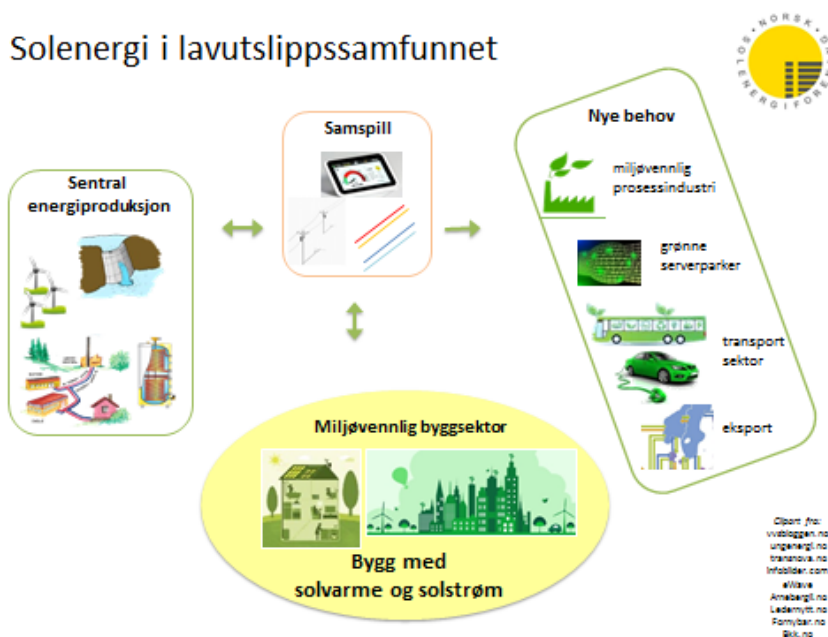 Solenergi i lavutslippssamfunnet
NORSK
SOLENERGIFORENING
Sentral
energiproduksjon
Samspill
Nye behov
miljøvennlig
prosessindustri
grønne
serverparker
transport
sektor
eksport
Miljøvennlig byggsektor
Bygg med
solvarme og solstrøm
Clipart fra:
vvsbloggen.no
ungenergi.no
transnova.no
Infobilder.com
eWave
Arnebergli.no
Ledernytt.no
Fornybar.no
Bkk.no